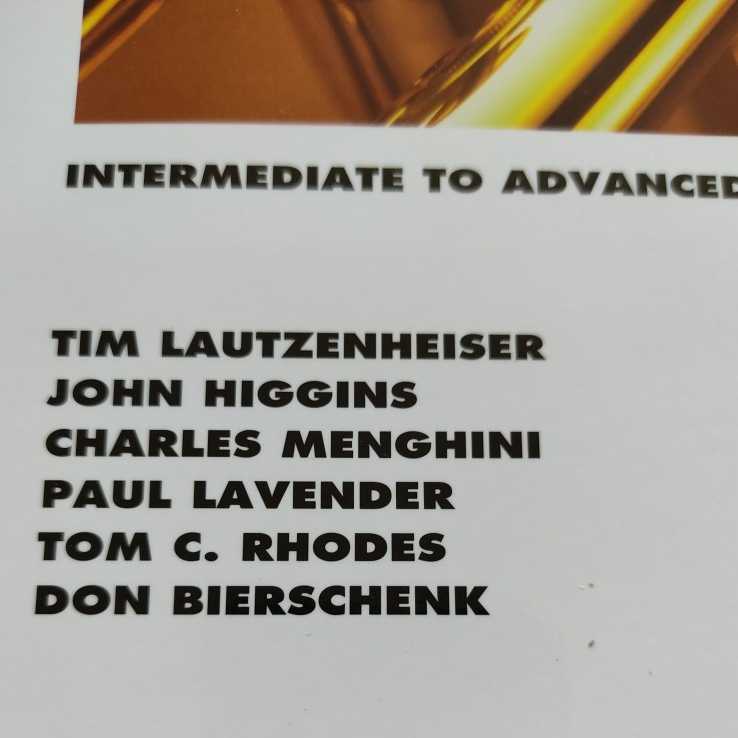 INTERMEDIATE TO ADVANCED
TIM LAUTZENHEISER
JOHN HIGGINS
CHARLES MENGHINI
PAUL LAVENDER
TOM C. RHODES
DON BIERSCHENK